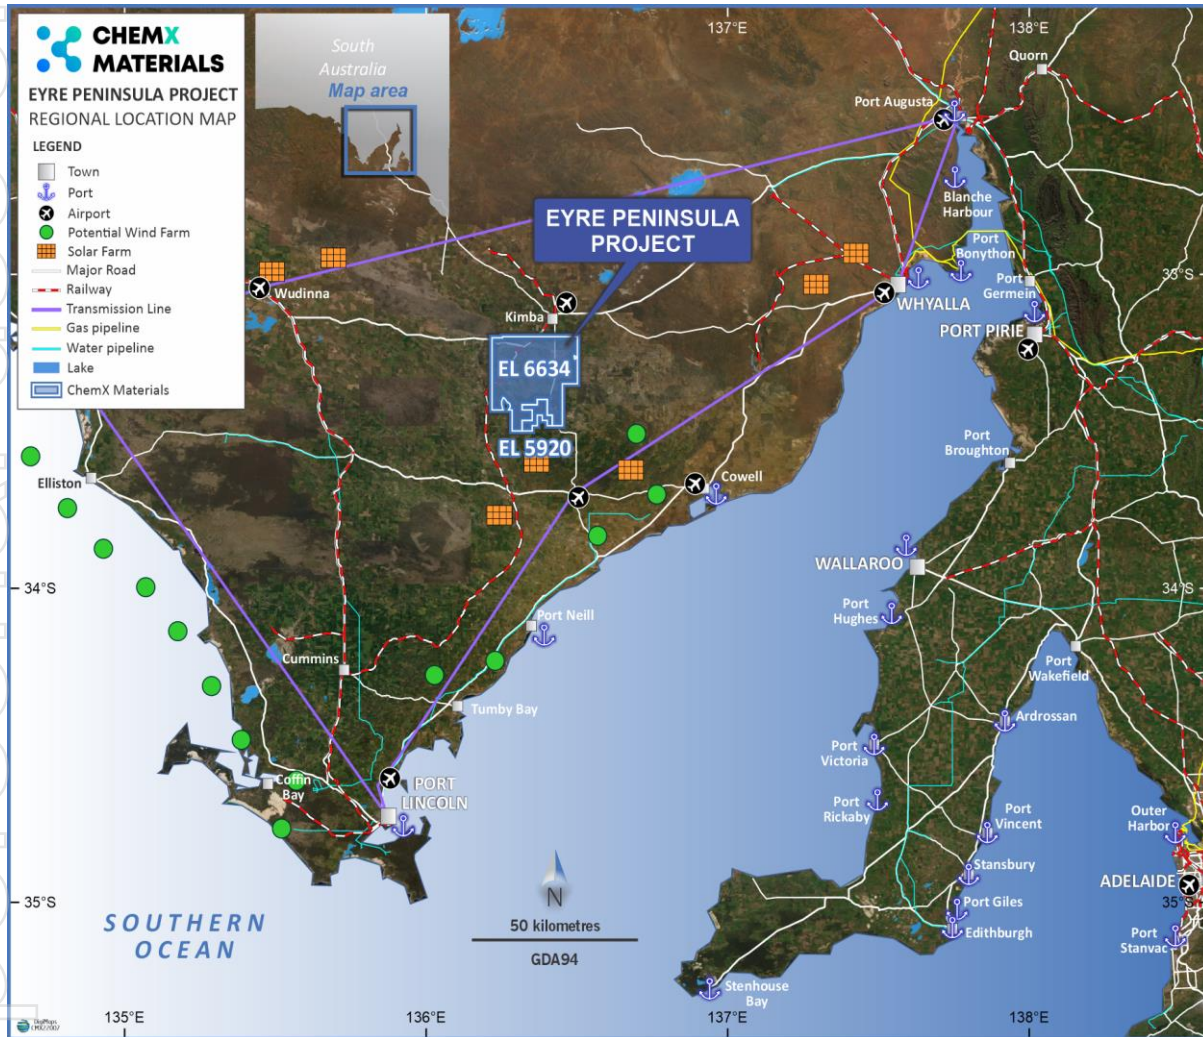 CHEMX
MATERIALS
EYRE PENINSULA PROJECT
REGIONAL LOCATION MAP
LEGEND
Town
Port
Airport
Potential Wind Farm
Solar Farm
Major Road
Railway
Transmission Line
Gas pipeline
Water pipeline
Lake
ChemX Materials
South
Australia
Map area
137°E
138°E
Quorn
Port Augusta
Blanche
Harbour
EYRE PENINSULA
PROJECT
Port
Bonython
33°S
Wudinna
Kimba
WHYALLA
Port
Germein
PORT PIRIE
EL 6634
EL 5920
Port
Broughton
Elliston
Cowell
WALLAROO
34°S
34°S
Port
Hughes
Port Neill
Cummins
Port
Wakefield
Tumby Bay
Ardrossan
Port
Victoria
Coffin
Bay
PORT
LINCOLN
Port
Rickaby
Port
Vincent
Outer
Harbor
Stansbury
ADELAIDE
35°S
35°S
Port Giles
Edithburgh
Port
Stanvac
SOUTHERN
OCEAN
N
50 kilometres
GDA94
Stenhouse
Bay
135°E
136°E
137°E
138°E
DigiMaps
CMX22007